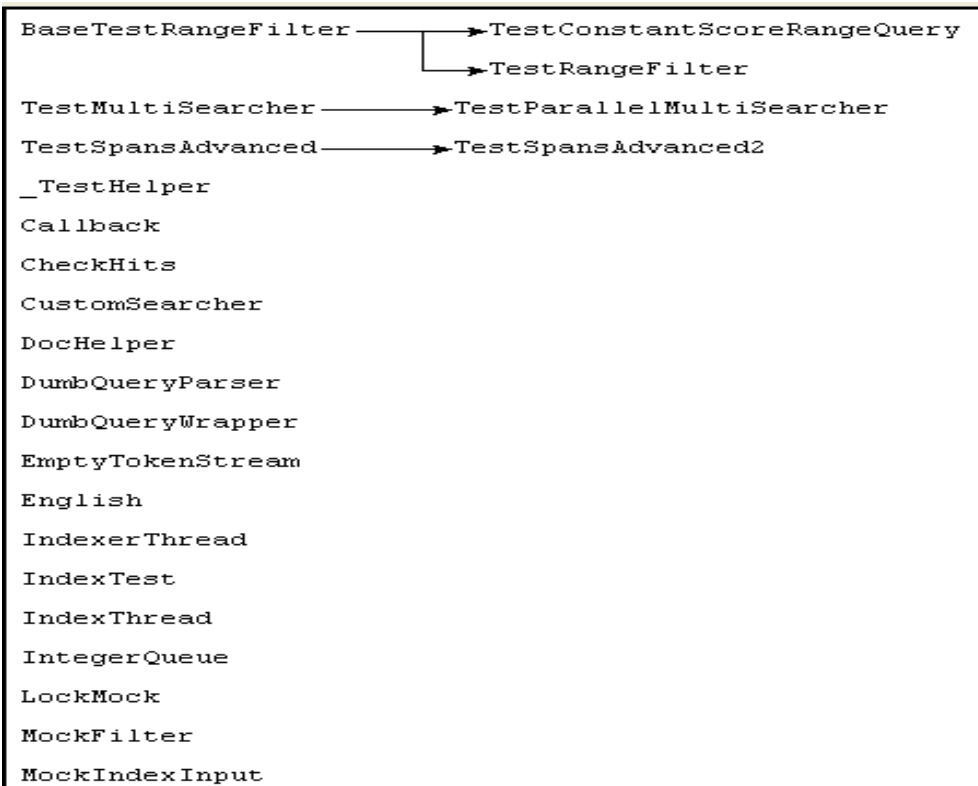 BaseTestRangeFilter TestConstantScoreRangeQuery
TestRangeFilter
TestMultiSearcher TestParallelMultiSearcher
TestSpansAdvanced TestSpansAdvanced2
_TestHelper
Callback
CheckHits
CustomSearcher
DocHelper
DumbQueryParser
DumbQueryWrapper
EmptyTokenStream
English
IndexerThread
IndexTest
IndexThread
IntegerQueue
LockMock
MockFilter
MockIndexInput